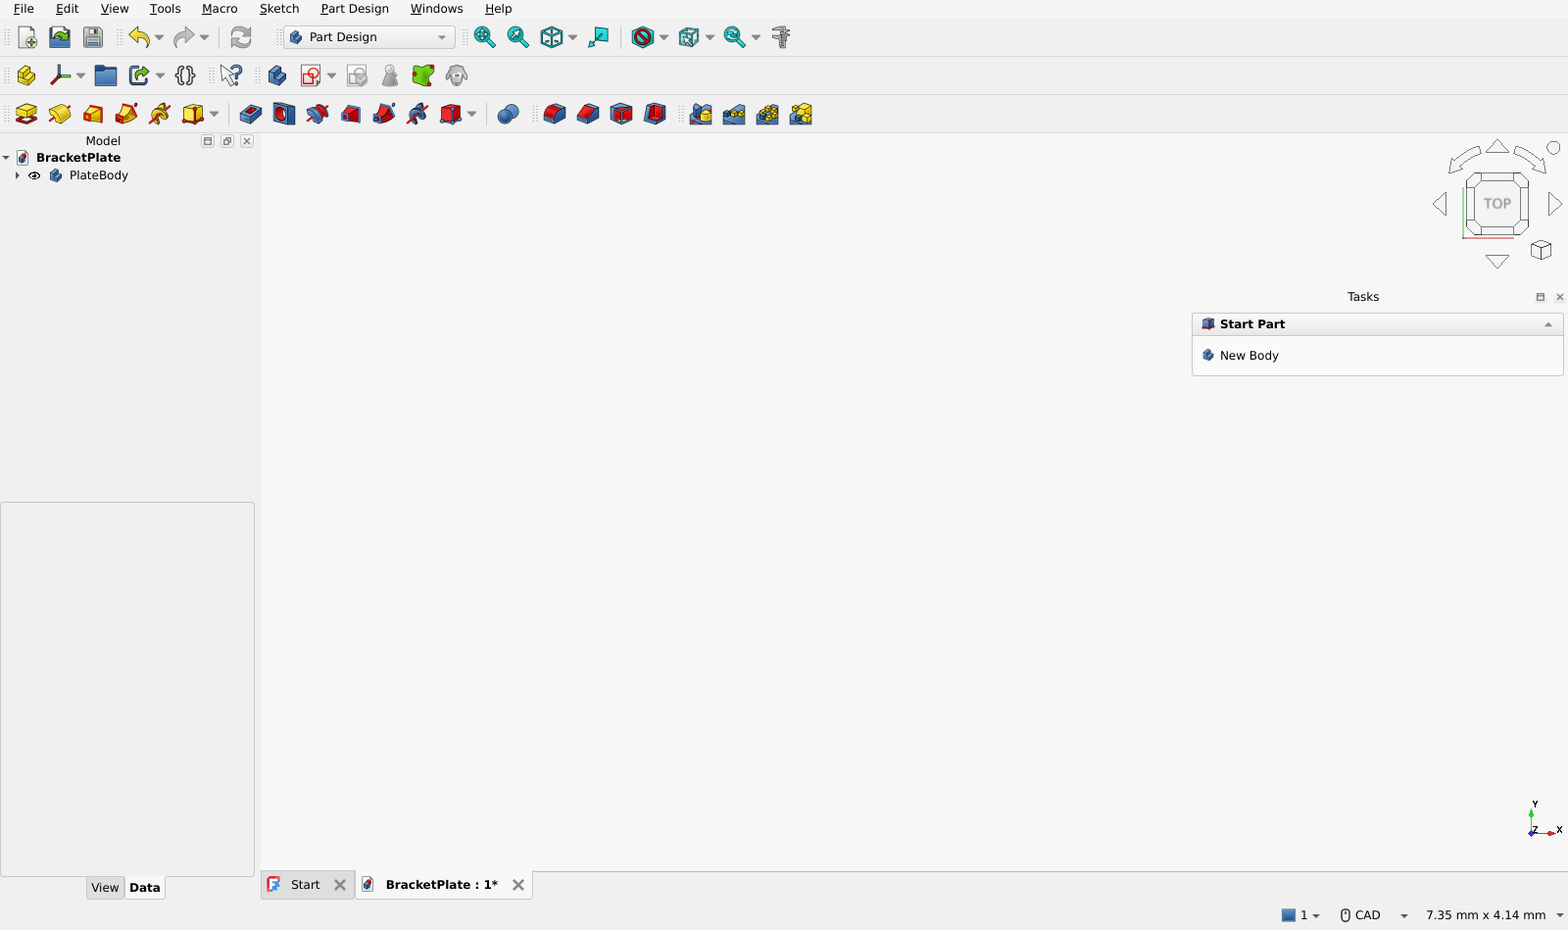 File Edit View Tools Macro Sketch Part Design Windows Help
Part Design
Model
BracketPlate
PlateBody
TOP
Tasks
Start Part
New Body
Y
Z X
View Data
Start BracketPlate : 1*
1 CAD 7.35 mm x 4.14 mm